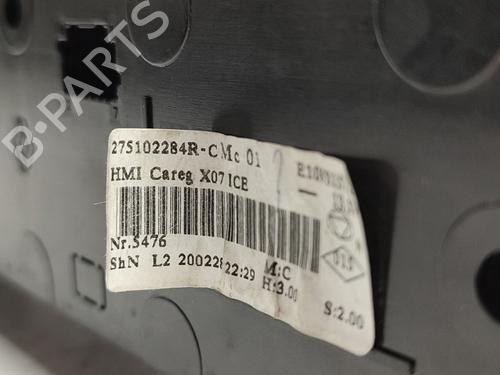 B-PARTS
275102284R-C Mc 01
HMI Careg X07 ICE
Nr.5476
ShN L2 200228 22:29
M:C
H:3.00
S:2.00